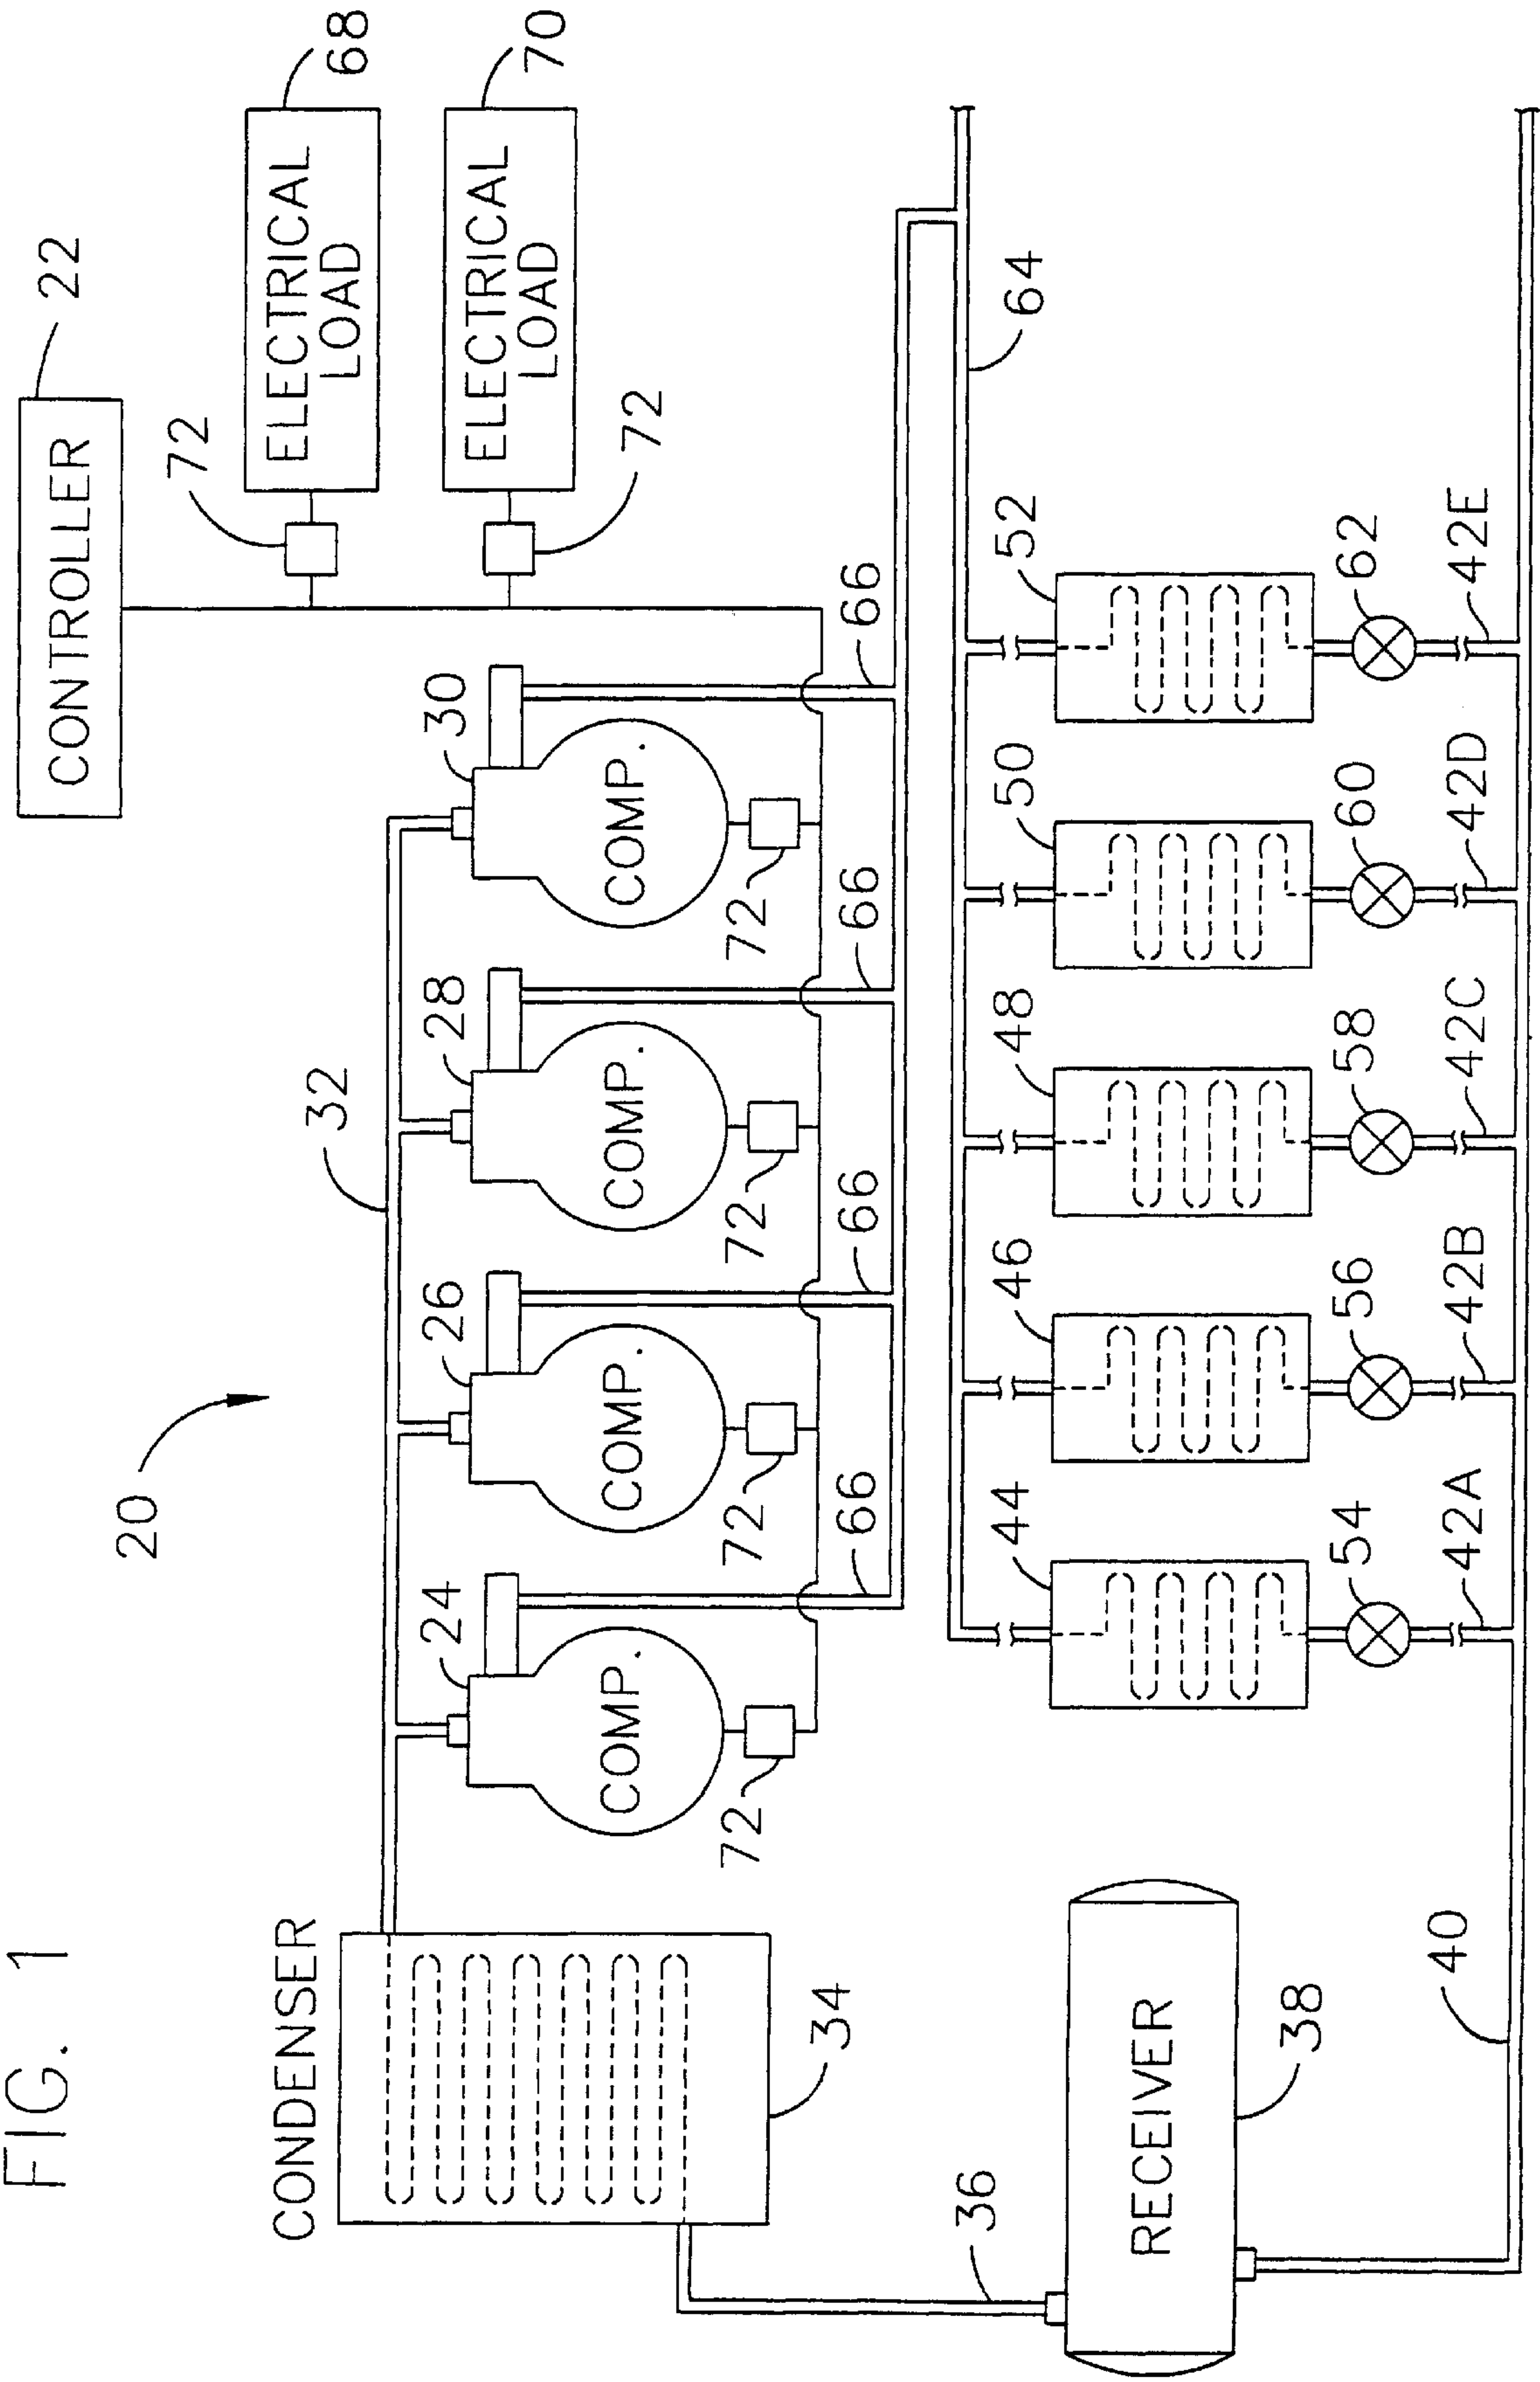 FIG. 1
20
CONTROLLER
22
72
ELECTRICAL
LOAD
68
72
ELECTRICAL
LOAD
70
CONDENSER
34
32
24
COMP.
72
66
26
COMP.
72
66
28
COMP.
72
66
30
COMP.
72
66
64
36
RECEIVER
38
40
44
54
42A
46
56
42B
48
58
42C
50
60
42D
52
62
42E